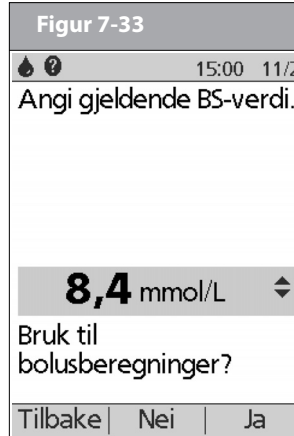 Figur 7-33
15:00 11/2
Angi gjeldende BS-verdi.
8,4 mmol/L
Bruk til
bolusberegninger?
Tilbake | Nei | Ja